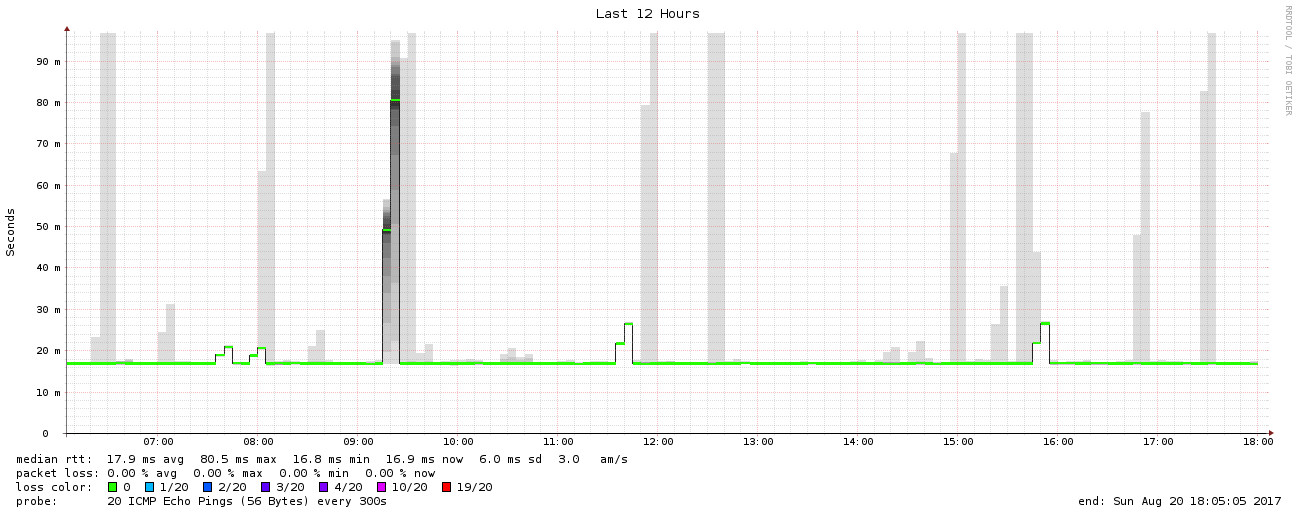 Last 12 Hours
RRDTOOL / TOBI OETIKER
Seconds
90 m
80 m
70 m
60 m
50 m
40 m
30 m
20 m
10 m
0
07:00 08:00 09:00 10:00 11:00 12:00 13:00 14:00 15:00 16:00 17:00 18:00
median rtt: 17.9 ms avg 80.5 ms max 16.8 ms min 16.9 ms now 6.0 ms sd 3.0 am/s
packet loss: 0.00 % avg 0.00 % max 0.00 % min 0.00 % now
loss color: 0 1/20 2/20 3/20 4/20 10/20 19/20
probe: 20 ICMP Echo Pings (56 Bytes) every 300s
end: Sun Aug 20 18:05:05 2017